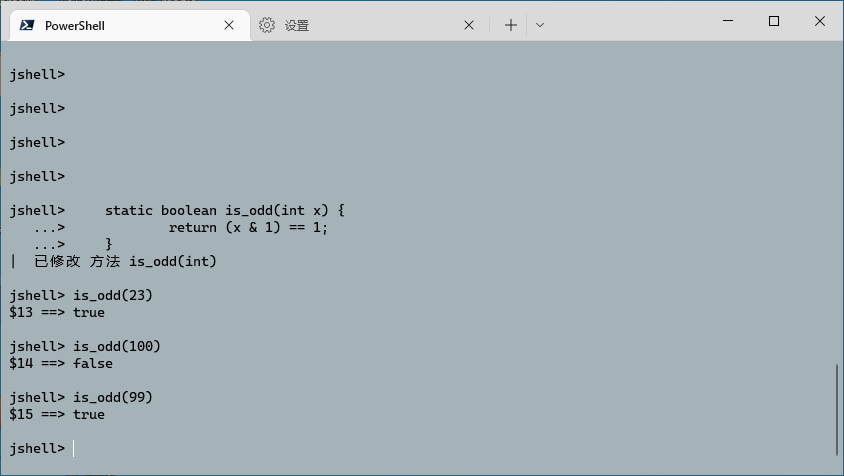 PowerShell
设置
jshell>
jshell>
jshell>
jshell>
jshell>     static boolean is_odd(int x) {
   ...>             return (x & 1) == 1;
   ...>     }
|  已修改 方法 is_odd(int)
jshell> is_odd(23)
$13 ==> true
jshell> is_odd(100)
$14 ==> false
jshell> is_odd(99)
$15 ==> true
jshell>